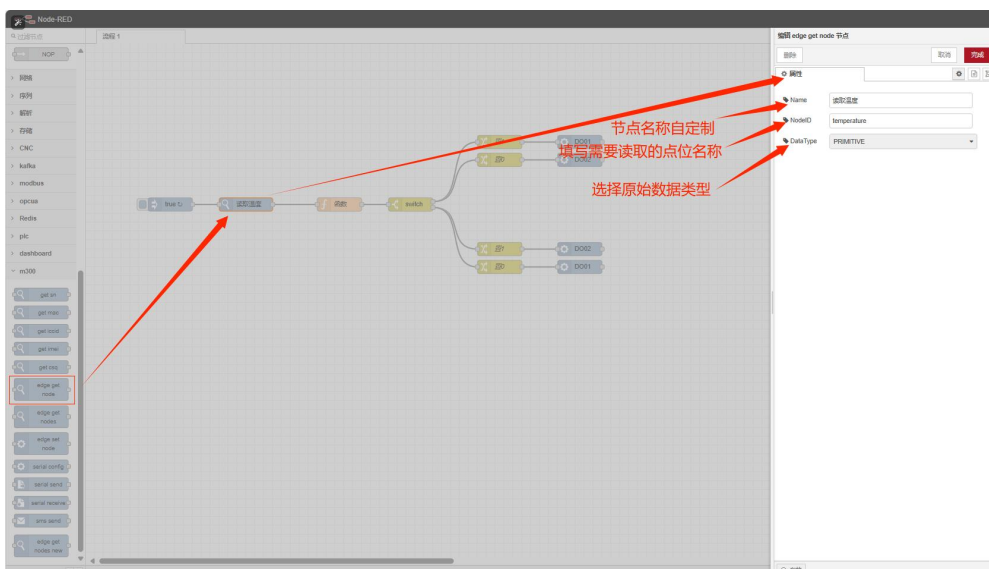 Node-RED
过滤节点
流程 1
编辑 edge get node 节点
NOP
删除
取消
完成
属性
网络
序列
解析
存储
CNC
kafka
modbus
opcua
Redis
plc
dashboard
m300
Name
读取温度
NodeID
temperature
DataType
PRIMITIVE
节点名称自定制
填写需要读取的点位名称
选择原始数据类型
true
读取温度
函数
switch
DO01
DO02
DO02
DO01
get sn
get mac
get iccid
get imei
get csq
edge get
node
edge get
nodes
edge set
node
serial config
serial send
serial receive
sms send
edge get
nodes new